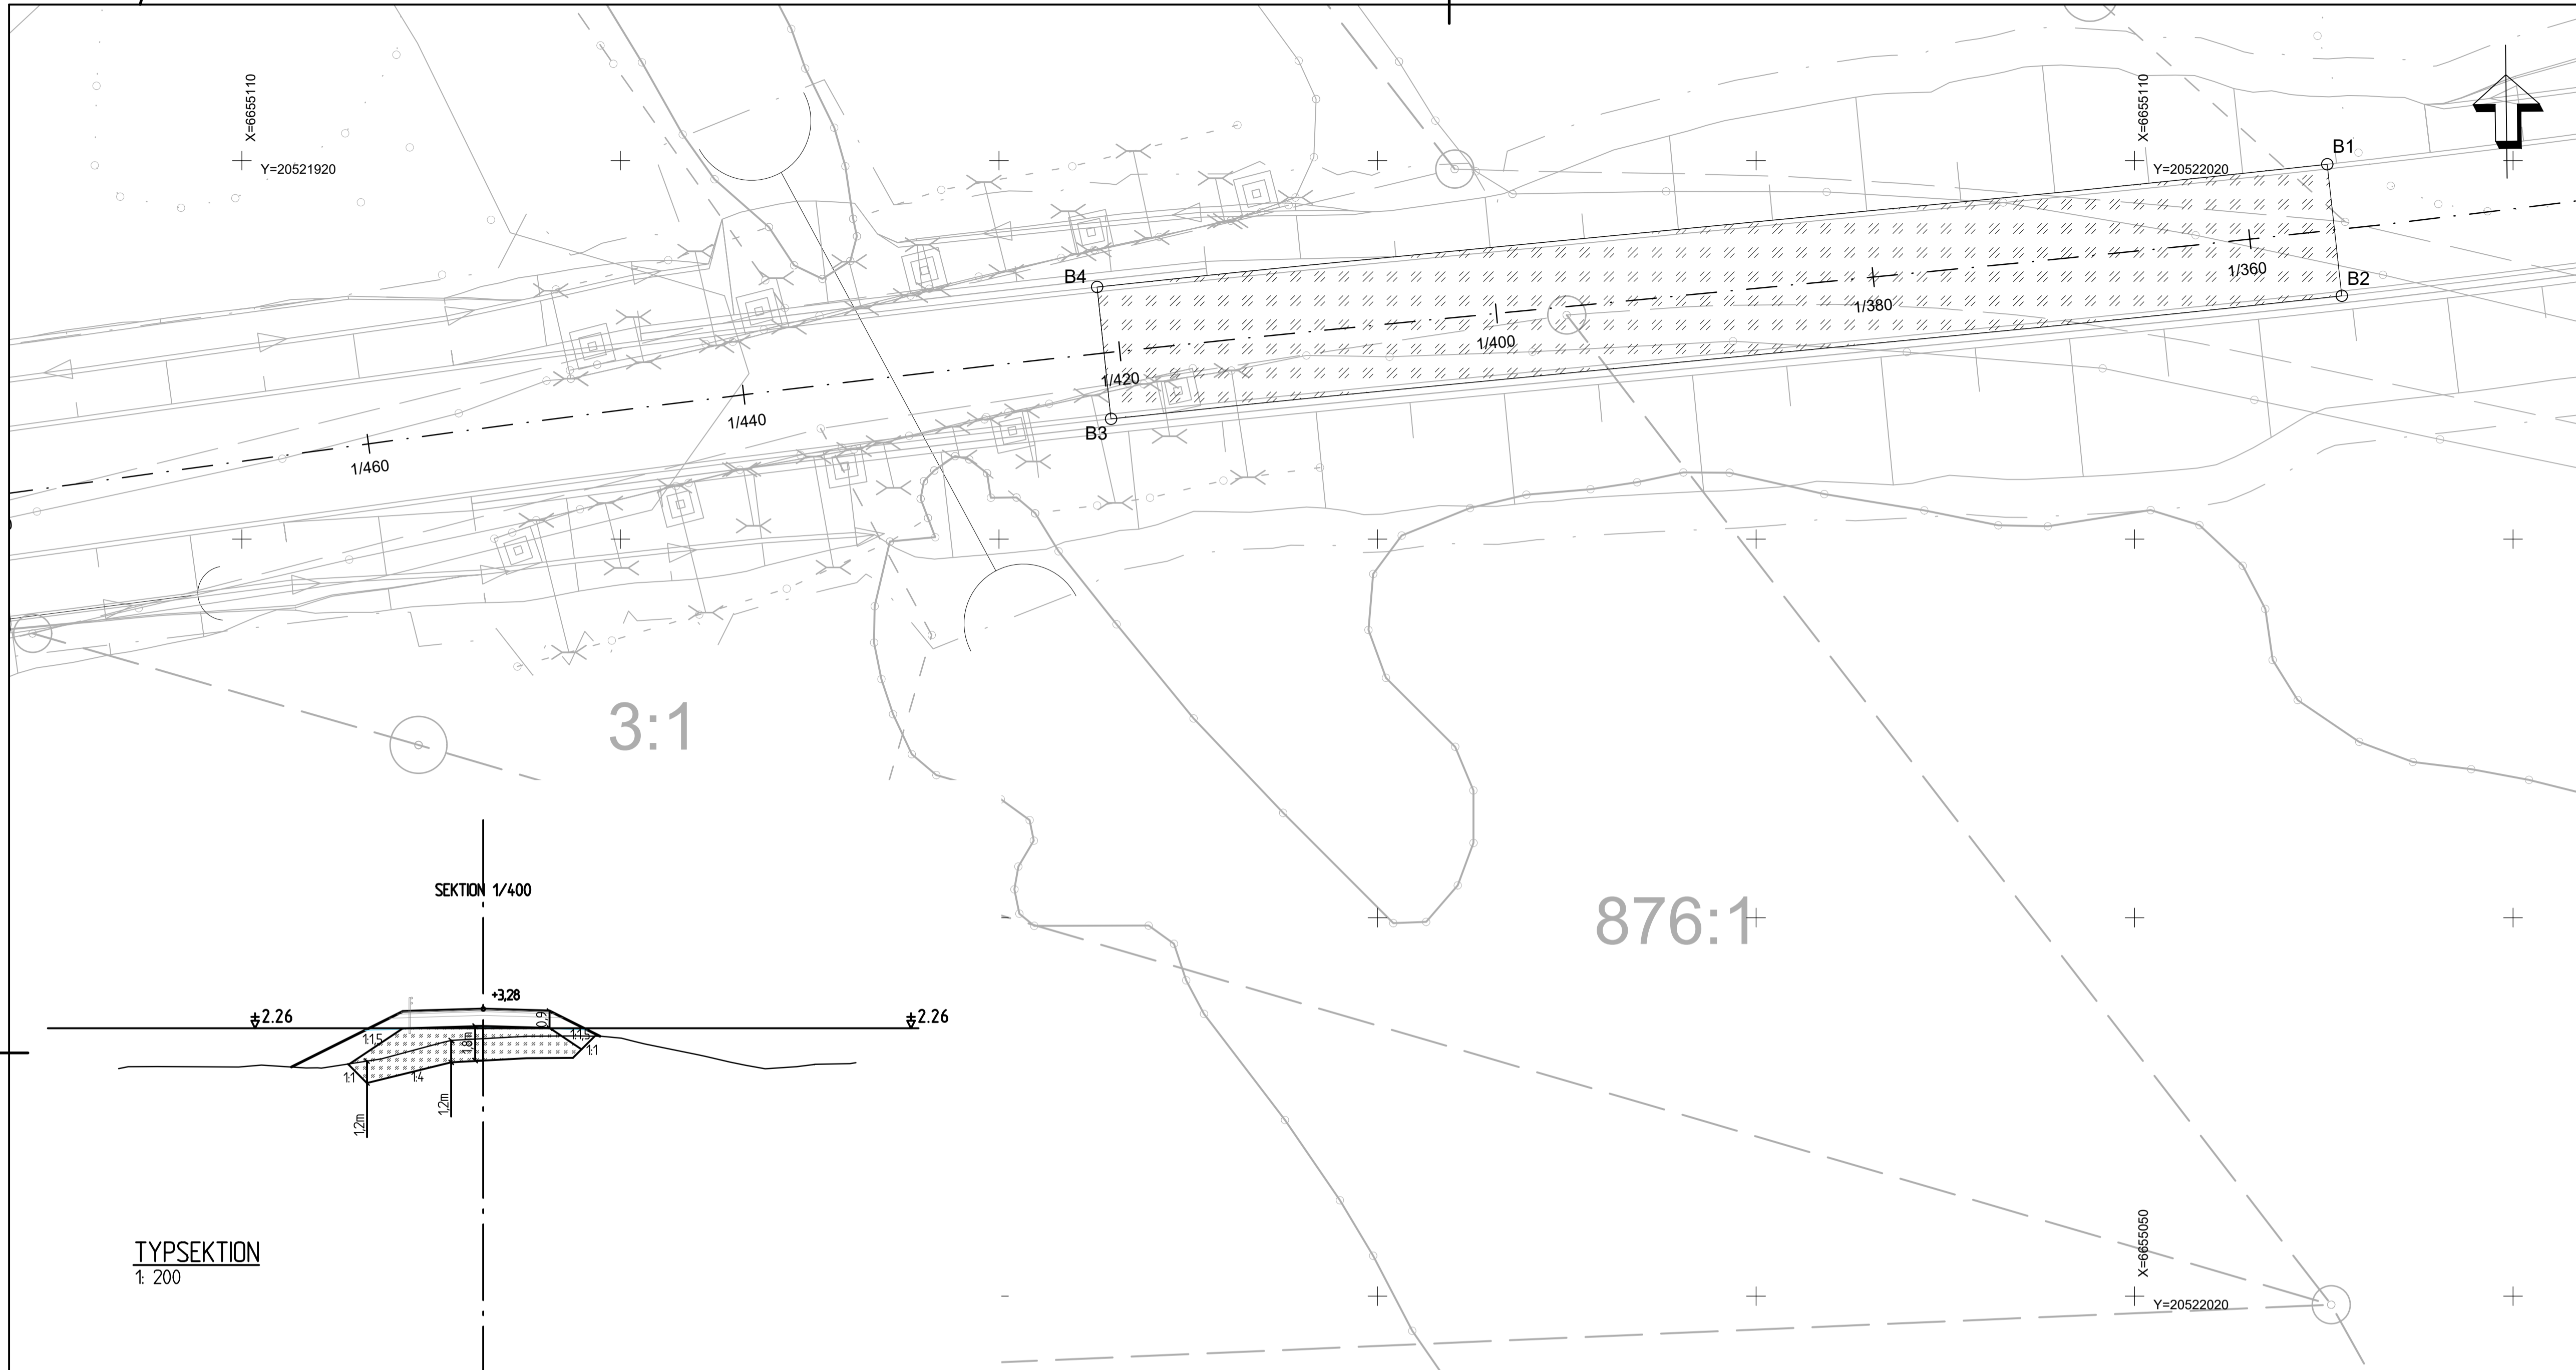 X=6655110
Y=20521920
X=6655110
Y=20522020
B1
B2
B4
B3
1/360
1/380
1/400
1/420
1/440
1/460
3:1
876:1
SEKTION 1/400
+3,28
±2.26
±2.26
0.9
1:1,5
1:1,5
1,8m
1:1
1:1
1:4
1,2m
1,2m
X=6655050
Y=20522020
TYPSEKTION
1: 200